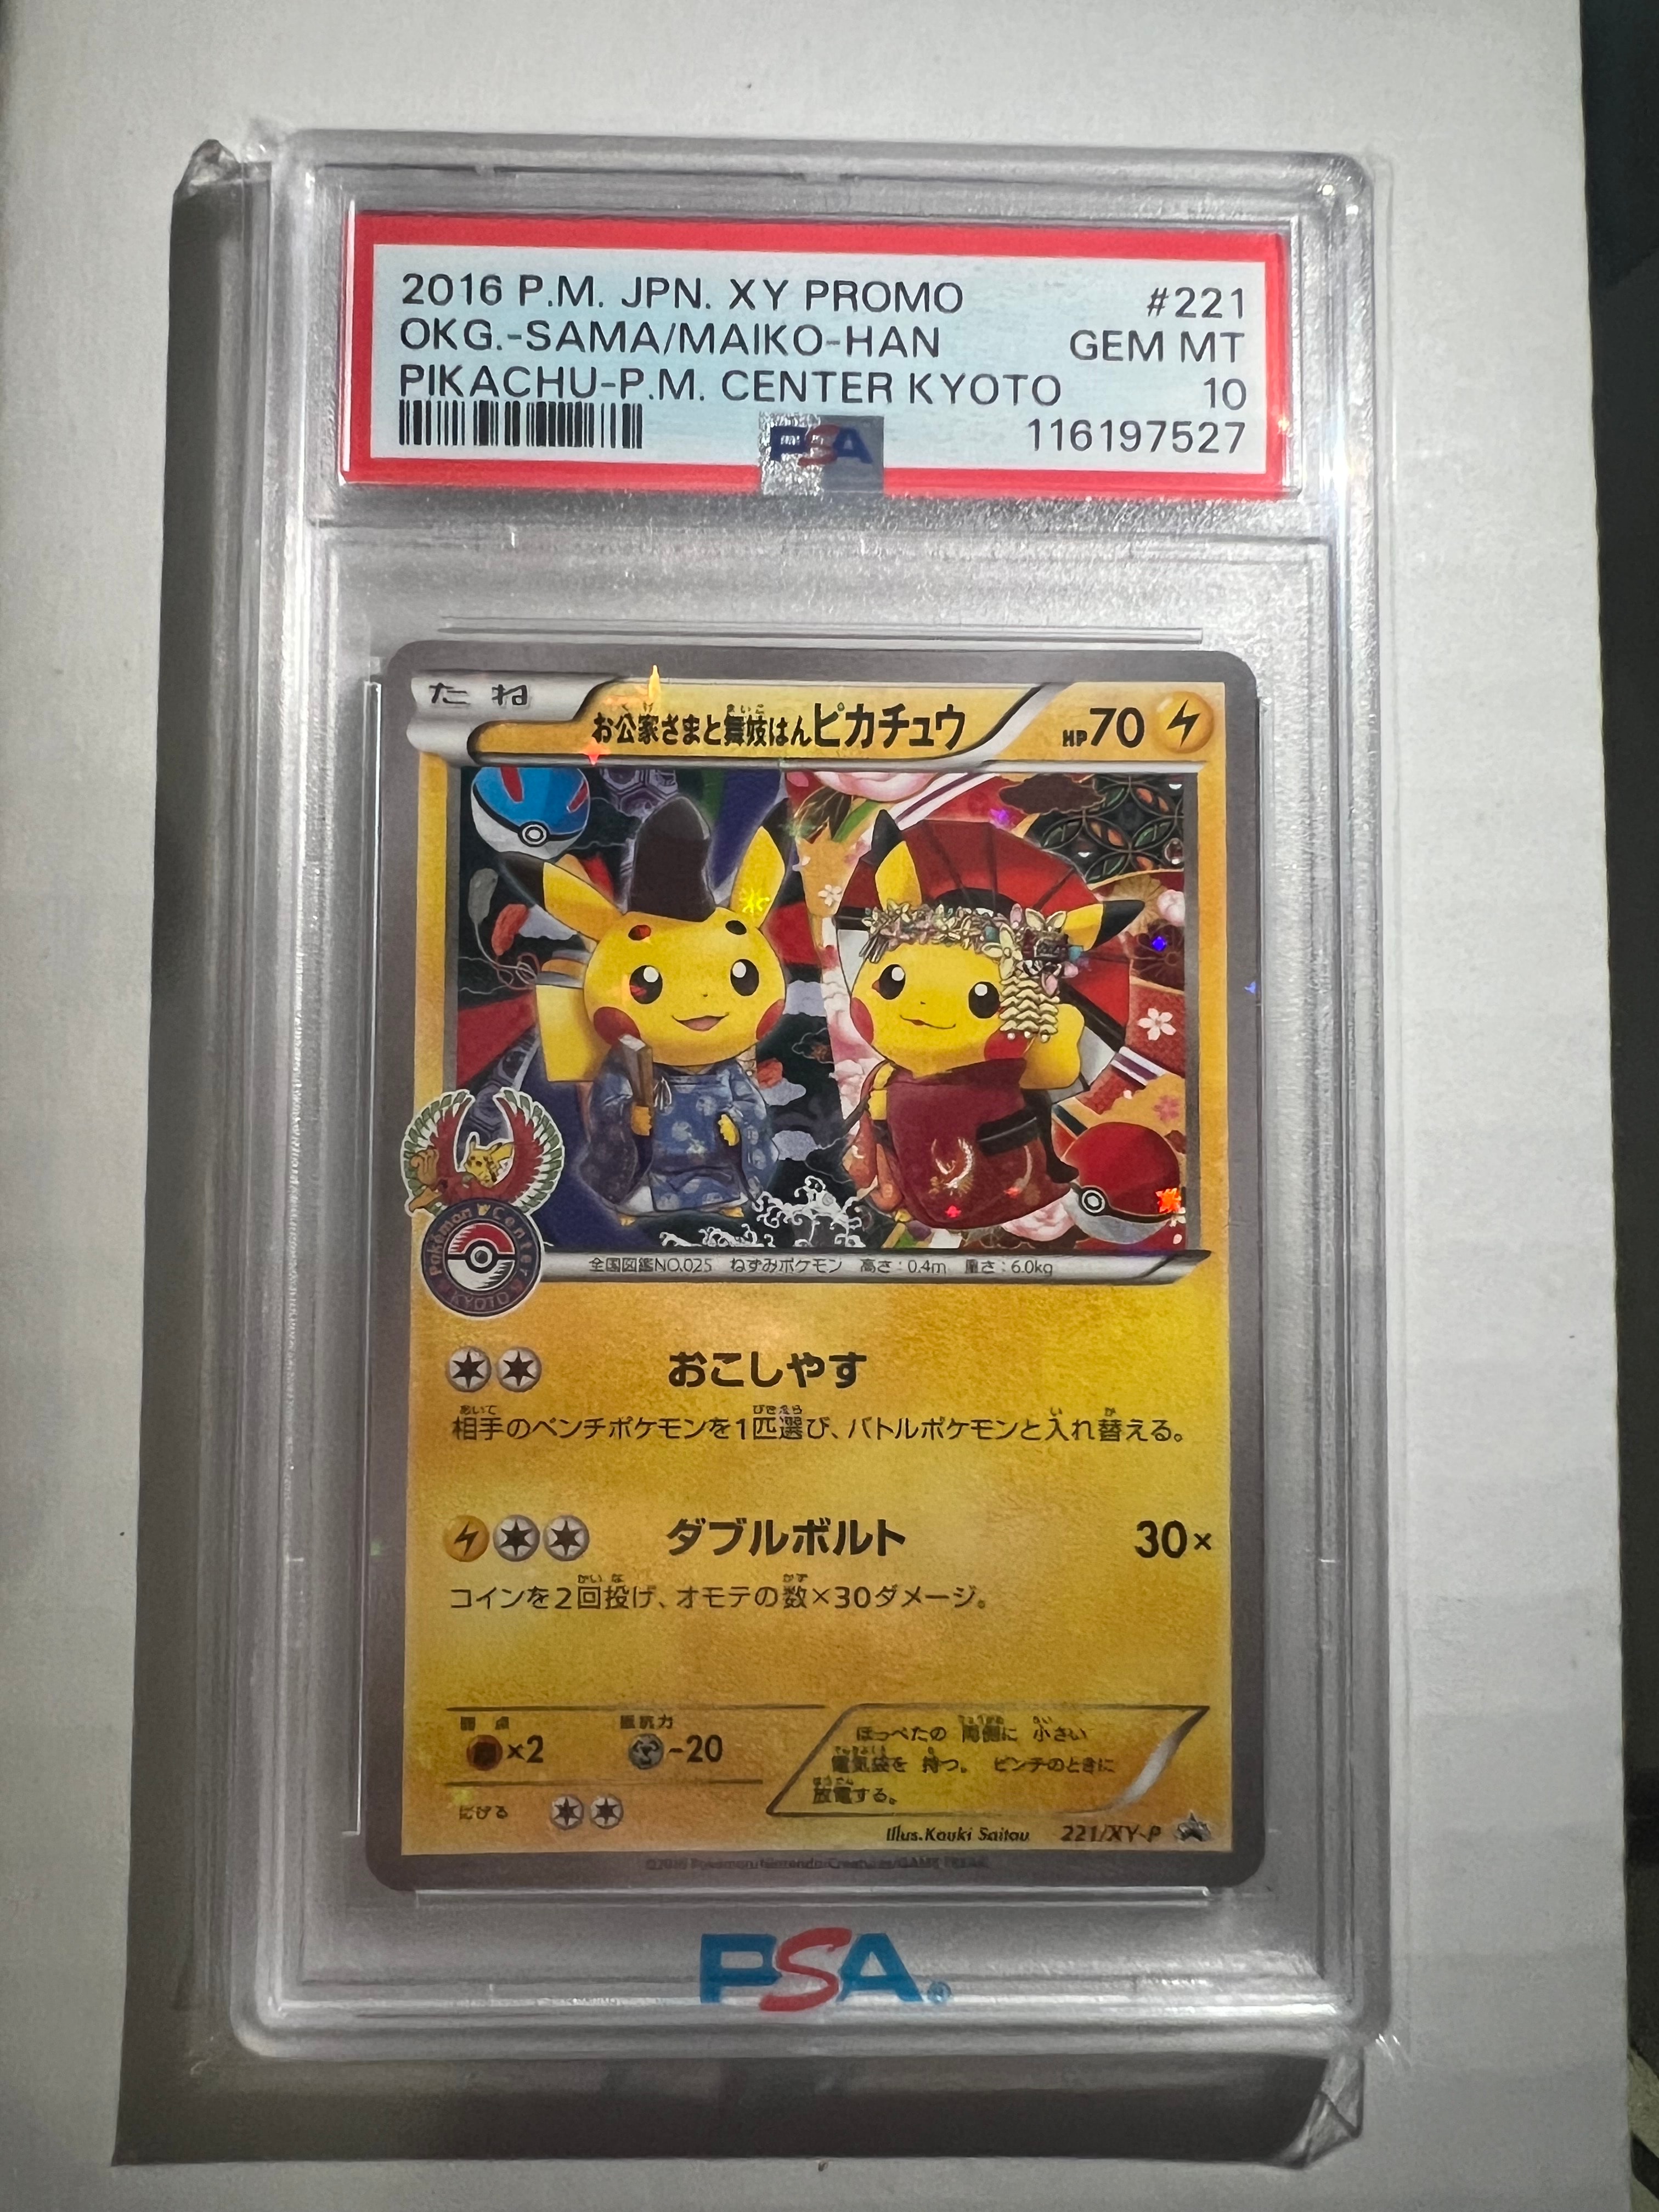 2016 P.M. JPN. XY PROMO #221
OKG.-SAMA/MAIKO-HAN GEM MT
PIKACHU-P.M. CENTER KYOTO 10
PSA 116197527
たね お公家さまと舞妓はんピカチュウ HP70
Pokémon Center
KYOTO
全国図鑑NO.025 ねずみポケモン 高さ：0.4m 重さ：6.0kg
おこしやす
相手のベンチポケモンを1匹選び、バトルポケモンと入れ替える。
ダブルボルト 30×
コインを2回投げ、オモテの数×30ダメージ。
弱点 抵抗力
×2 -20
にげる
ほっぺたの 両側に 小さい
電気袋を 持つ。 ピンチのときに
放電する。
Illus.Kouki Saitou 221/XY-P
PSA